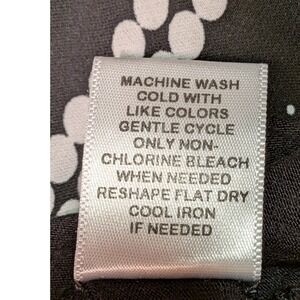 MACHINE WASH
COLD WITH
LIKE COLORS
GENTLE CYCLE
ONLY NON-
CHLORINE BLEACH
WHEN NEEDED
RESHAPE FLAT DRY
COOL IRON
IF NEEDED